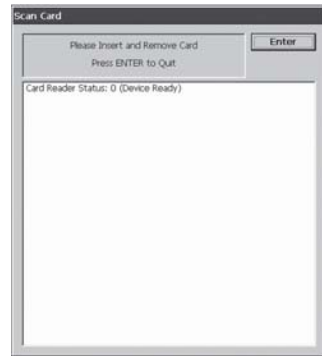 Scan Card
Please Insert and Remove Card
Press ENTER to Quit
Enter
Card Reader Status: 0 (Device Ready)